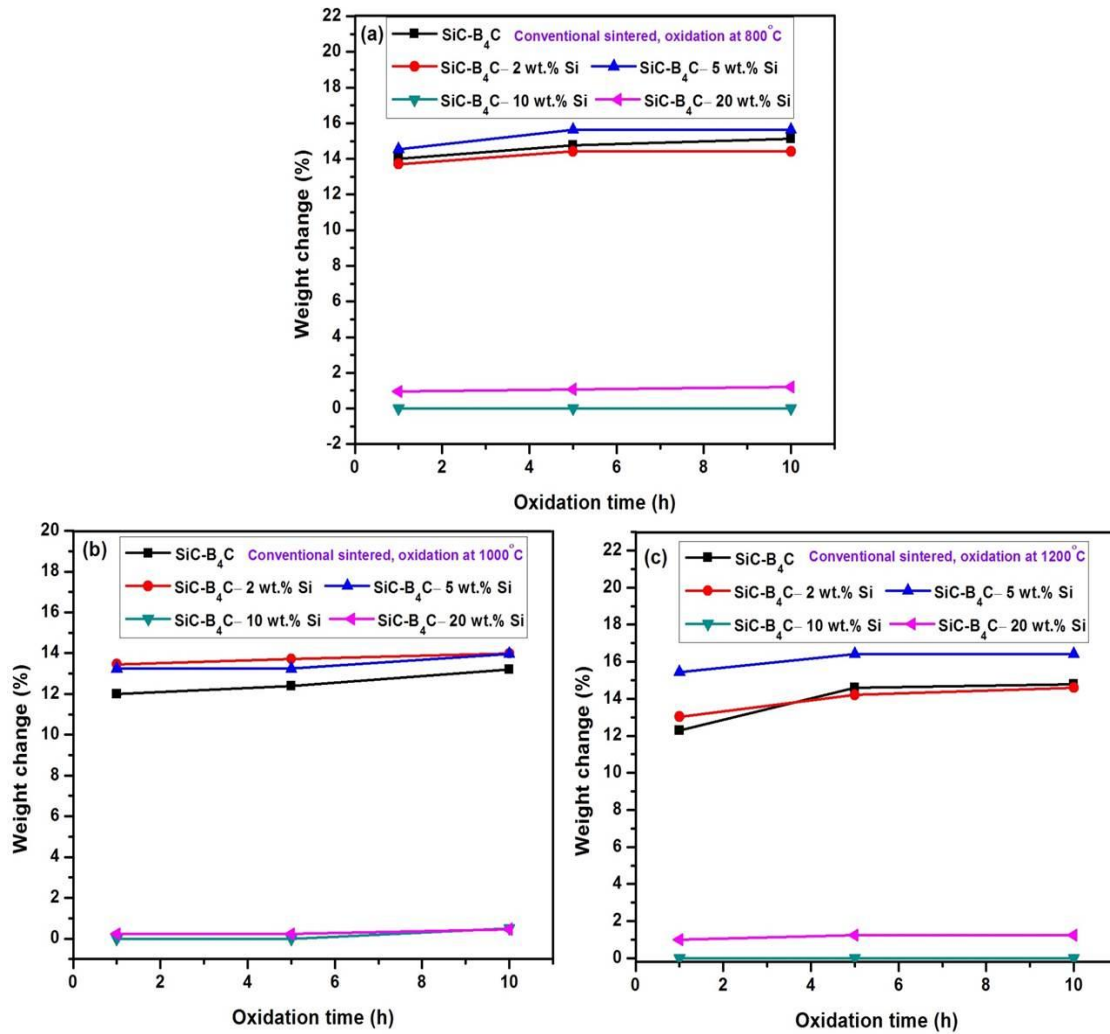 (a) SiC-B₄C Conventional sintered, oxidation at 800°C
SiC-B₄C– 2 wt.% Si SiC-B₄C– 5 wt.% Si
SiC-B₄C– 10 wt.% Si SiC-B₄C– 20 wt.% Si
22
20
18
16
14
12
10
8
6
4
2
0
-2
Weight change (%)
0 2 4 6 8 10
Oxidation time (h)
(b) SiC-B₄C Conventional sintered, oxidation at 1000°C
SiC-B₄C– 2 wt.% Si SiC-B₄C– 5 wt.% Si
SiC-B₄C– 10 wt.% Si SiC-B₄C– 20 wt.% Si
20
18
16
14
12
10
8
6
4
2
0
Weight change (%)
0 2 4 6 8 10
Oxidation time (h)
(c) SiC-B₄C Conventional sintered, oxidation at 1200°C
SiC-B₄C– 2 wt.% Si SiC-B₄C– 5 wt.% Si
SiC-B₄C– 10 wt.% Si SiC-B₄C– 20 wt.% Si
22
20
18
16
14
12
10
8
6
4
2
0
Weight change (%)
0 2 4 6 8 10
Oxidation time (h)